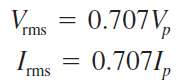 V_rms = 0.707V_p
I_rms = 0.707I_p